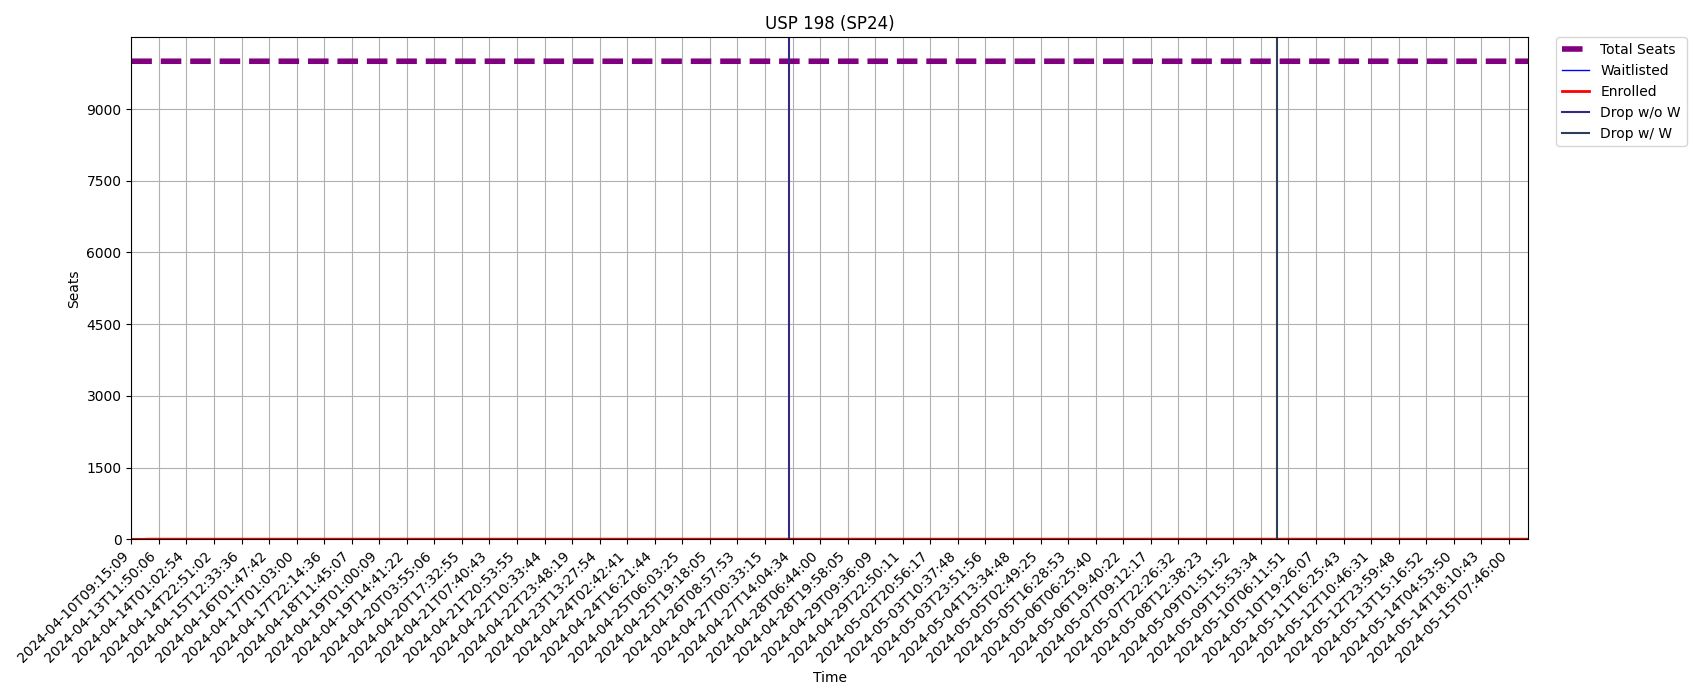 USP 198 (SP24)
Total Seats
Waitlisted
Enrolled
Drop w/o W
Drop w/ W
Seats
9000
7500
6000
4500
3000
1500
0
2024-04-10T09:15:09
2024-04-13T11:50:06
2024-04-14T01:02:54
2024-04-14T22:51:02
2024-04-15T12:33:36
2024-04-16T01:47:42
2024-04-17T01:03:00
2024-04-17T22:14:36
2024-04-18T11:45:07
2024-04-19T01:00:09
2024-04-19T14:41:22
2024-04-20T03:55:06
2024-04-20T17:32:55
2024-04-21T07:40:43
2024-04-21T20:53:55
2024-04-22T10:33:44
2024-04-22T23:48:19
2024-04-23T13:27:54
2024-04-24T02:42:41
2024-04-24T16:21:44
2024-04-25T06:03:25
2024-04-25T19:18:05
2024-04-26T08:57:53
2024-04-27T00:33:15
2024-04-27T14:04:34
2024-04-28T06:44:00
2024-04-28T19:58:05
2024-04-29T09:36:09
2024-04-29T22:50:11
2024-05-02T20:56:17
2024-05-03T10:37:48
2024-05-03T23:51:56
2024-05-04T13:34:48
2024-05-05T02:49:25
2024-05-05T16:28:53
2024-05-06T06:25:40
2024-05-06T19:40:22
2024-05-07T09:12:17
2024-05-07T22:26:32
2024-05-08T12:38:23
2024-05-09T01:51:52
2024-05-09T15:53:34
2024-05-10T06:11:51
2024-05-10T19:26:07
2024-05-11T16:25:43
2024-05-12T10:46:31
2024-05-12T23:59:48
2024-05-13T15:16:52
2024-05-14T04:53:50
2024-05-14T18:10:43
2024-05-15T07:46:00
Time